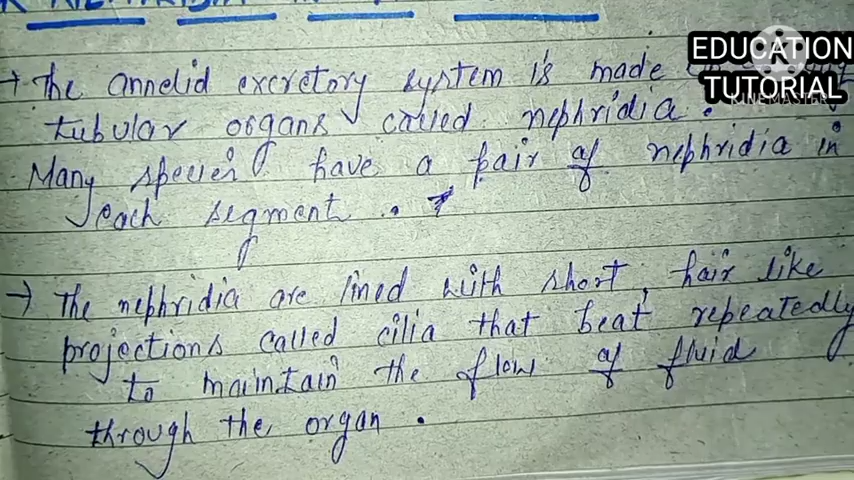 → The annelid excretory system is made
tubular organs called nephridia.
Many species have a pair of nephridia in
each segment.
→ The nephridia are lined with short, hair like
projections called cilia that beat repeatedly
to maintain the flow of fluid
through the organ.
EDUCATION
TUTORIAL
KINEMASTER